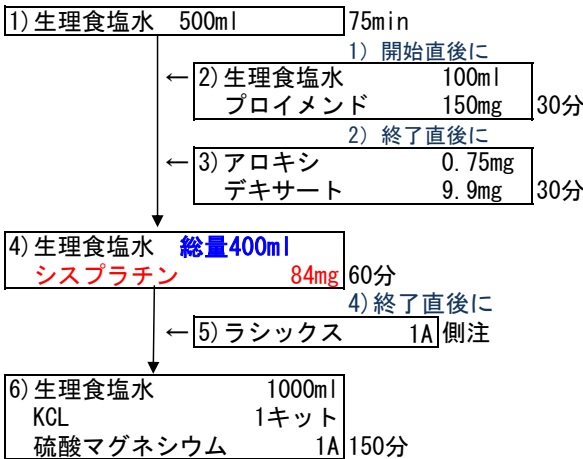 1)生理食塩水 500ml 75min
1) 開始直後に
← 2)生理食塩水 100ml
プロイメンド 150mg 30分
2) 終了直後に
← 3)アロキシ 0.75mg
デキサート 9.9mg 30分
4)生理食塩水 総量400ml
シスプラチン 84mg 60分
4)終了直後に
← 5)ラシックス 1A 側注
6)生理食塩水 1000ml
KCL 1キット
硫酸マグネシウム 1A 150分